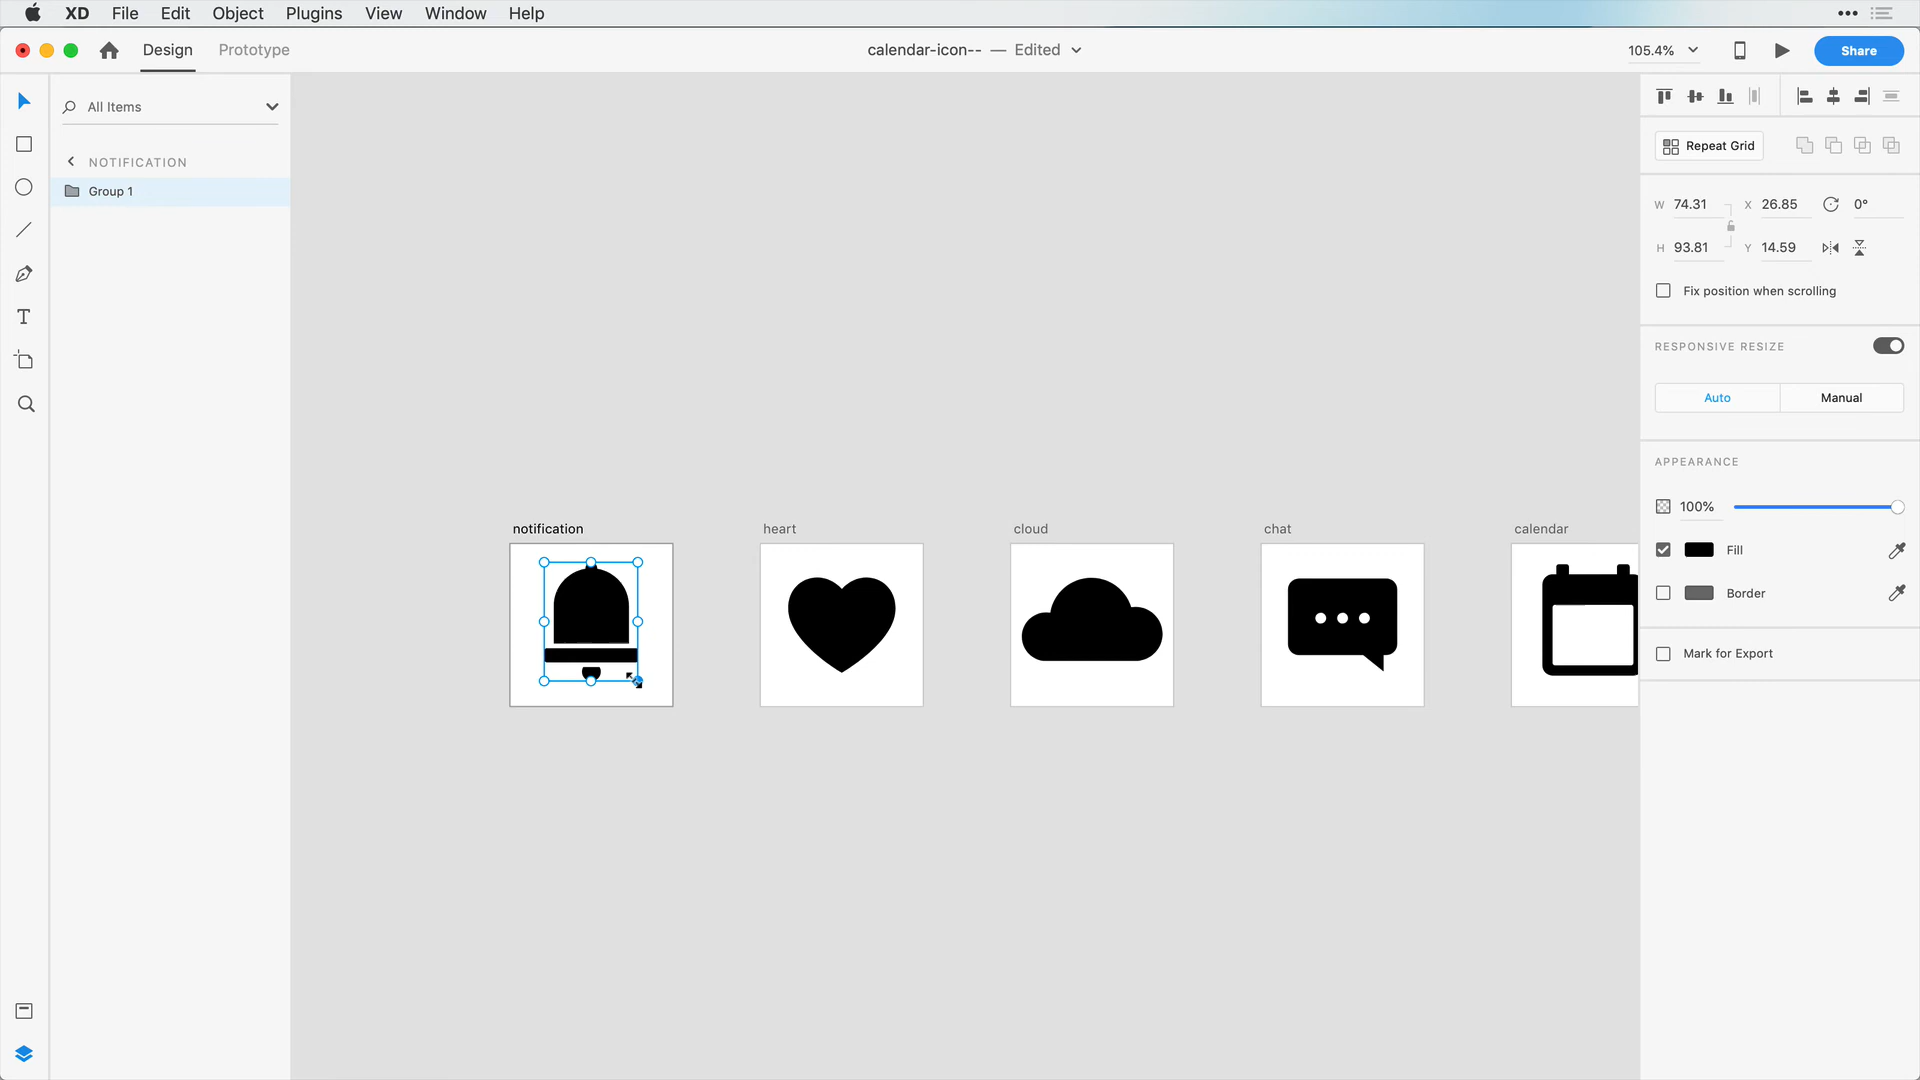 XD File Edit Object Plugins View Window Help
Design Prototype calendar-icon-- — Edited 105.4% Share
All Items
NOTIFICATION
Group 1
Repeat Grid
W 74.31 X 26.85 0°
H 93.81 Y 14.59
Fix position when scrolling
RESPONSIVE RESIZE
Auto Manual
APPEARANCE
100%
Fill
Border
Mark for Export
notification heart cloud chat calendar